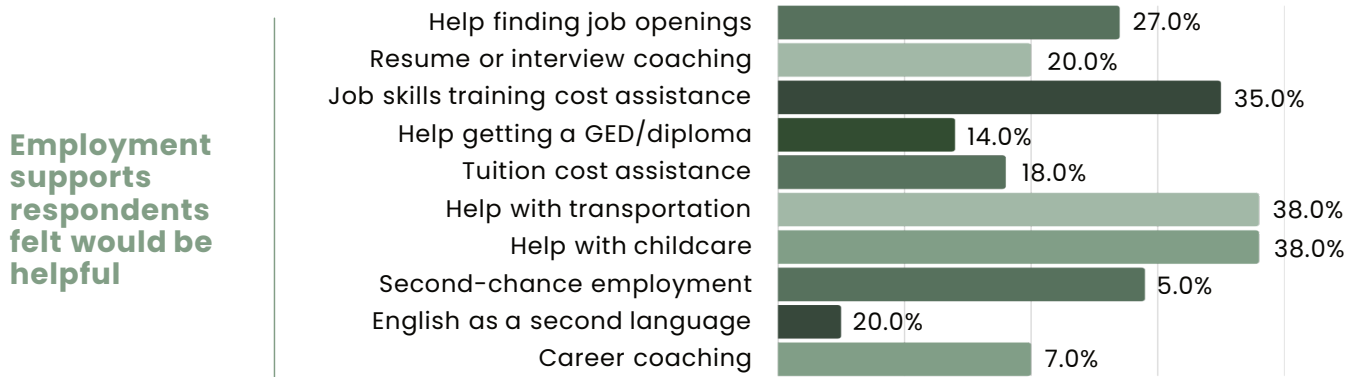 Employment
supports
respondents
felt would be
helpful
Help finding job openings 27.0%
Resume or interview coaching 20.0%
Job skills training cost assistance 35.0%
Help getting a GED/diploma 14.0%
Tuition cost assistance 18.0%
Help with transportation 38.0%
Help with childcare 38.0%
Second-chance employment 5.0%
English as a second language 20.0%
Career coaching 7.0%